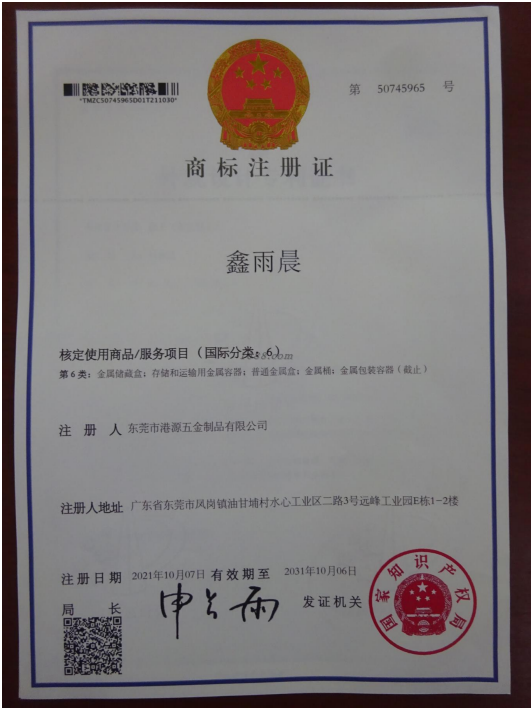 *TMZC50745965D01T211030*
第 50745965 号
商标注册证
鑫雨晨
核定使用商品/服务项目（国际分类：6）
第6类：金属储藏盒；存储和运输用金属容器；普通金属盒；金属桶；金属包装容器（截止）
注册人 东莞市港源五金制品有限公司
注册人地址 广东省东莞市凤岗镇油甘埔村水心工业区二路3号远峰工业园E栋1-2楼
注册日期 2021年10月07日 有效期至 2031年10月06日
局长 申长雨 发证机关
国家知识产权局